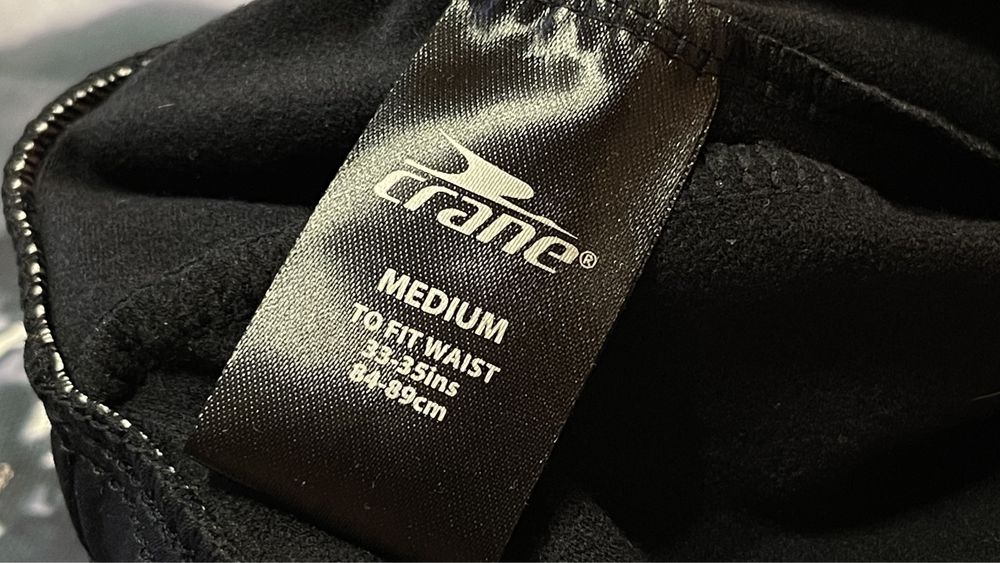 crane®
MEDIUM
TO FIT WAIST
33-35ins
84-89cm